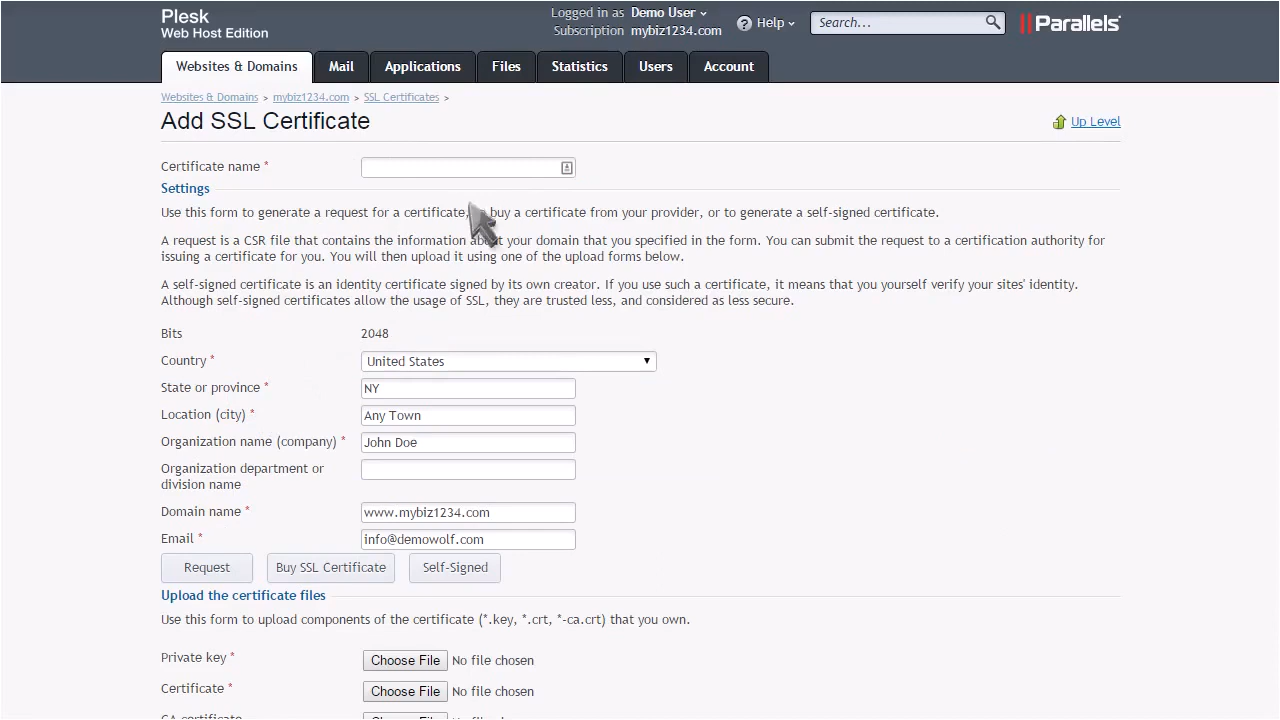 Plesk
Web Host Edition
Logged in as Demo User
Subscription mybiz1234.com
Help
Search...
Parallels
Websites & Domains
Mail
Applications
Files
Statistics
Users
Account
Websites & Domains > mybiz1234.com > SSL Certificates >
Add SSL Certificate
Up Level
Certificate name *
Settings
Use this form to generate a request for a certificate, buy a certificate from your provider, or to generate a self-signed certificate.
A request is a CSR file that contains the information about your domain that you specified in the form. You can submit the request to a certification authority for
issuing a certificate for you. You will then upload it using one of the upload forms below.
A self-signed certificate is an identity certificate signed by its own creator. If you use such a certificate, it means that you yourself verify your sites' identity.
Although self-signed certificates allow the usage of SSL, they are trusted less, and considered as less secure.
Bits 2048
Country * United States
State or province * NY
Location (city) * Any Town
Organization name (company) * John Doe
Organization department or
division name
Domain name * www.mybiz1234.com
Email * info@demowolf.com
Request
Buy SSL Certificate
Self-Signed
Upload the certificate files
Use this form to upload components of the certificate (*.key, *.crt, *-ca.crt) that you own.
Private key * Choose File No file chosen
Certificate * Choose File No file chosen
CA certificate Choose File